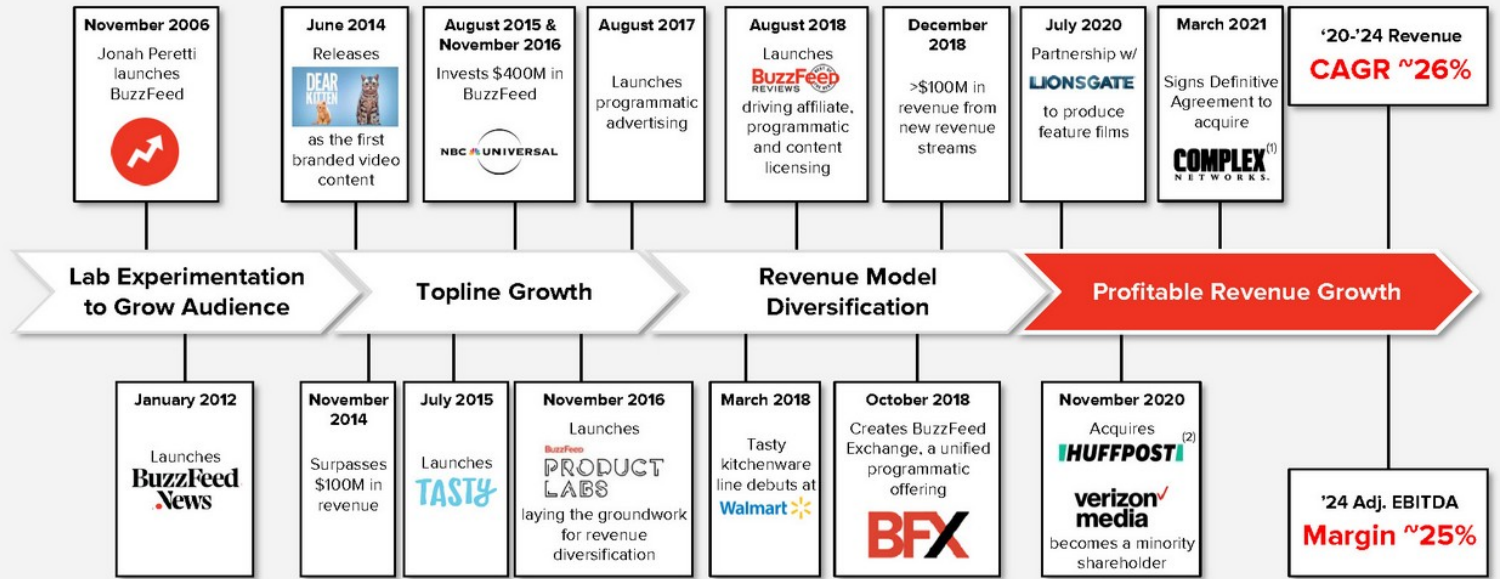 November 2006
Jonah Peretti
launches
BuzzFeed
June 2014
Releases
DEAR
KITTEN
as the first
branded video
content
August 2015 &
November 2016
Invests $400M in
BuzzFeed
NBC UNIVERSAL
August 2017
Launches
programmatic
advertising
August 2018
Launches
BuzzFeed
REVIEWS
driving affiliate,
programmatic
and content
licensing
December
2018
>$100M in
revenue from
new revenue
streams
July 2020
Partnership w/
LIONSGATE
to produce
feature films
March 2021
Signs Definitive
Agreement to
acquire
COMPLEX(1)
NETWORKS.
‘20-’24 Revenue
CAGR ~26%
Lab Experimentation
to Grow Audience
Topline Growth
Revenue Model
Diversification
Profitable Revenue Growth
January 2012
Launches
BuzzFeed
News
November
2014
Surpasses
$100M in
revenue
July 2015
Launches
TASTY
November 2016
Launches
BuzzFeed
PRODUCT
LABS
laying the groundwork
for revenue
diversification
March 2018
Tasty
kitchenware
line debuts at
Walmart
October 2018
Creates BuzzFeed
Exchange, a unified
programmatic
offering
BFX
November 2020
Acquires
HUFFPOST(2)
verizon
media
becomes a minority
shareholder
’24 Adj. EBITDA
Margin ~25%